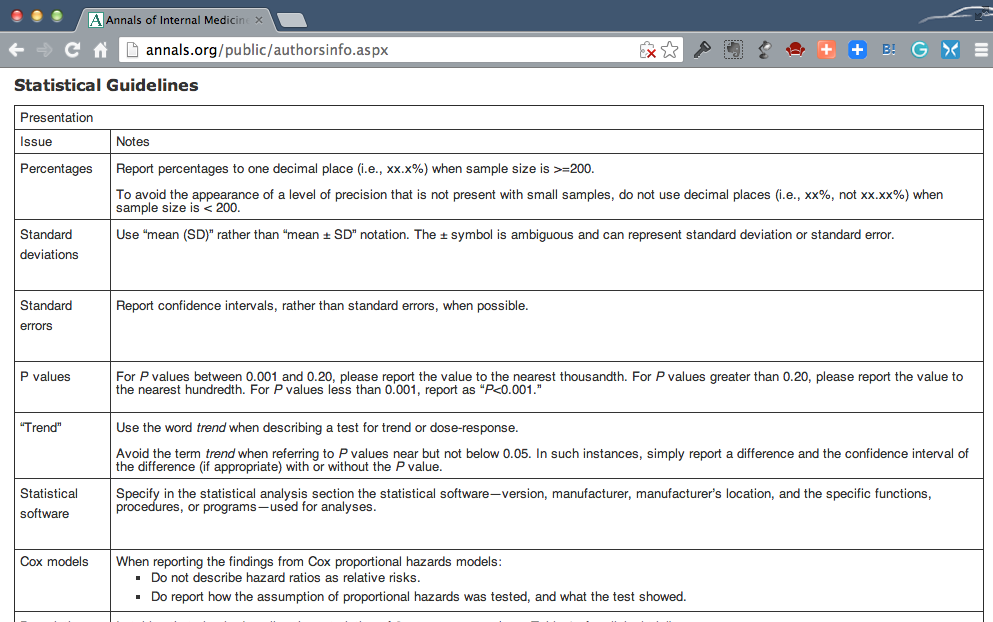 Annals of Internal Medicine
annals.org/public/authorsinfo.aspx
B!
Statistical Guidelines
Presentation
Issue Notes
Percentages Report percentages to one decimal place (i.e., xx.x%) when sample size is >=200.
To avoid the appearance of a level of precision that is not present with small samples, do not use decimal places (i.e., xx%, not xx.xx%) when
sample size is < 200.
Standard Use “mean (SD)” rather than “mean ± SD” notation. The ± symbol is ambiguous and can represent standard deviation or standard error.
deviations
Standard Report confidence intervals, rather than standard errors, when possible.
errors
P values For P values between 0.001 and 0.20, please report the value to the nearest thousandth. For P values greater than 0.20, please report the value to
the nearest hundredth. For P values less than 0.001, report as “P<0.001.”
“Trend” Use the word trend when describing a test for trend or dose-response.
Avoid the term trend when referring to P values near but not below 0.05. In such instances, simply report a difference and the confidence interval of
the difference (if appropriate) with or without the P value.
Statistical Specify in the statistical analysis section the statistical software—version, manufacturer, manufacturer’s location, and the specific functions,
software procedures, or programs—used for analyses.
Cox models When reporting the findings from Cox proportional hazards models:
▪ Do not describe hazard ratios as relative risks.
▪ Do report how the assumption of proportional hazards was tested, and what the test showed.